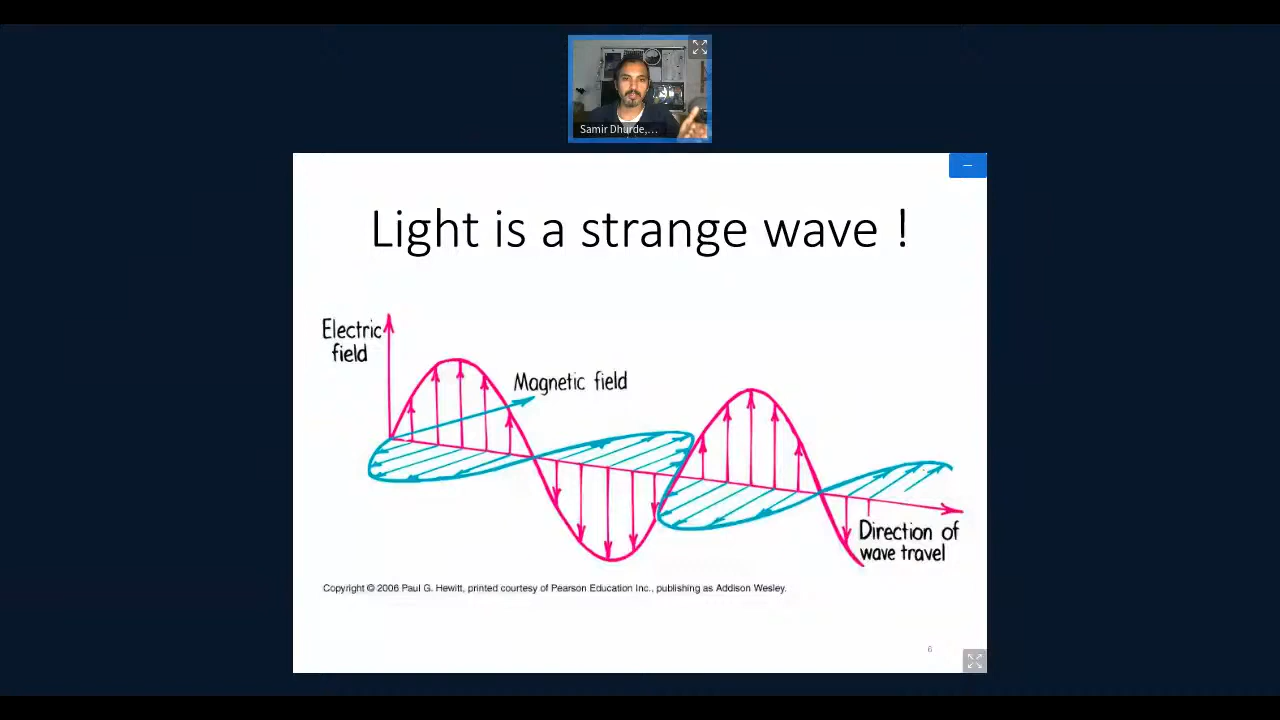 Samir Dhurde,...
Light is a strange wave !
Electric
field
Magnetic field
Direction of
wave travel
Copyright © 2006 Paul G. Hewitt, printed courtesy of Pearson Education Inc., publishing as Addison Wesley.
6